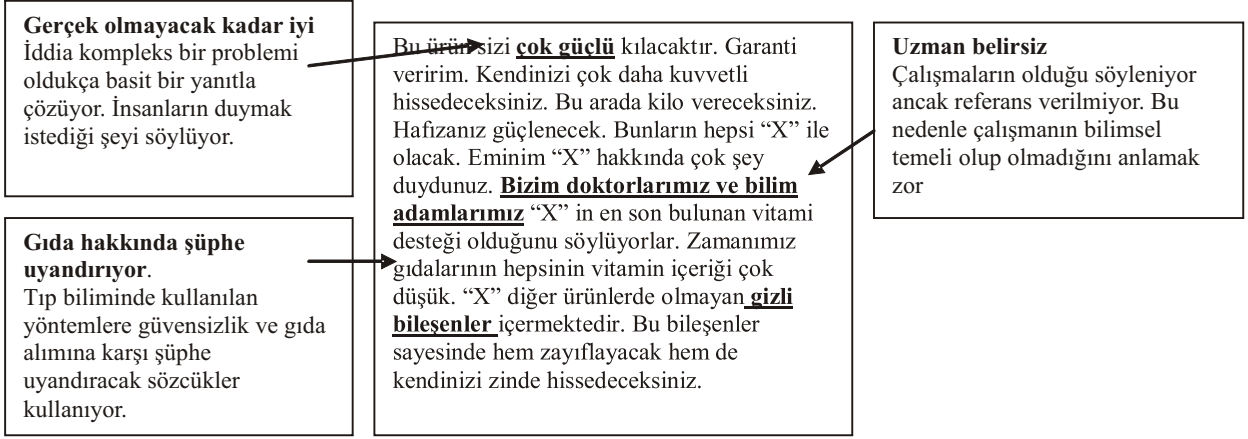 Gerçek olmayacak kadar iyi
İddia kompleks bir problemi
oldukça basit bir yanıtla
çözüyor. İnsanların duymak
istediği şeyi söylüyor.
Gıda hakkında şüphe
uyandırıyor.
Tıp biliminde kullanılan
yöntemlere güvensizlik ve gıda
alımına karşı şüphe
uyandıracak sözcükler
kullanıyor.
Bu ürün sizi çok güçlü kılacaktır. Garanti
veririm. Kendinizi çok daha kuvvetli
hissedeceksiniz. Bu arada kilo vereceksiniz.
Hafızanız güçlenecek. Bunların hepsi “X” ile
olacak. Eminim “X” hakkında çok şey
duydunuz. Bizim doktorlarımız ve bilim
adamlarımız “X” in en son bulunan vitami
desteği olduğunu söylüyorlar. Zamanımız
gıdalarının hepsinin vitamin içeriği çok
düşük. “X” diğer ürünlerde olmayan gizli
bileşenler içermektedir. Bu bileşenler
sayesinde hem zayıflayacak hem de
kendinizi zinde hissedeceksiniz.
Uzman belirsiz
Çalışmaların olduğu söyleniyor
ancak referans verilmiyor. Bu
nedenle çalışmanın bilimsel
temeli olup olmadığını anlamak
zor